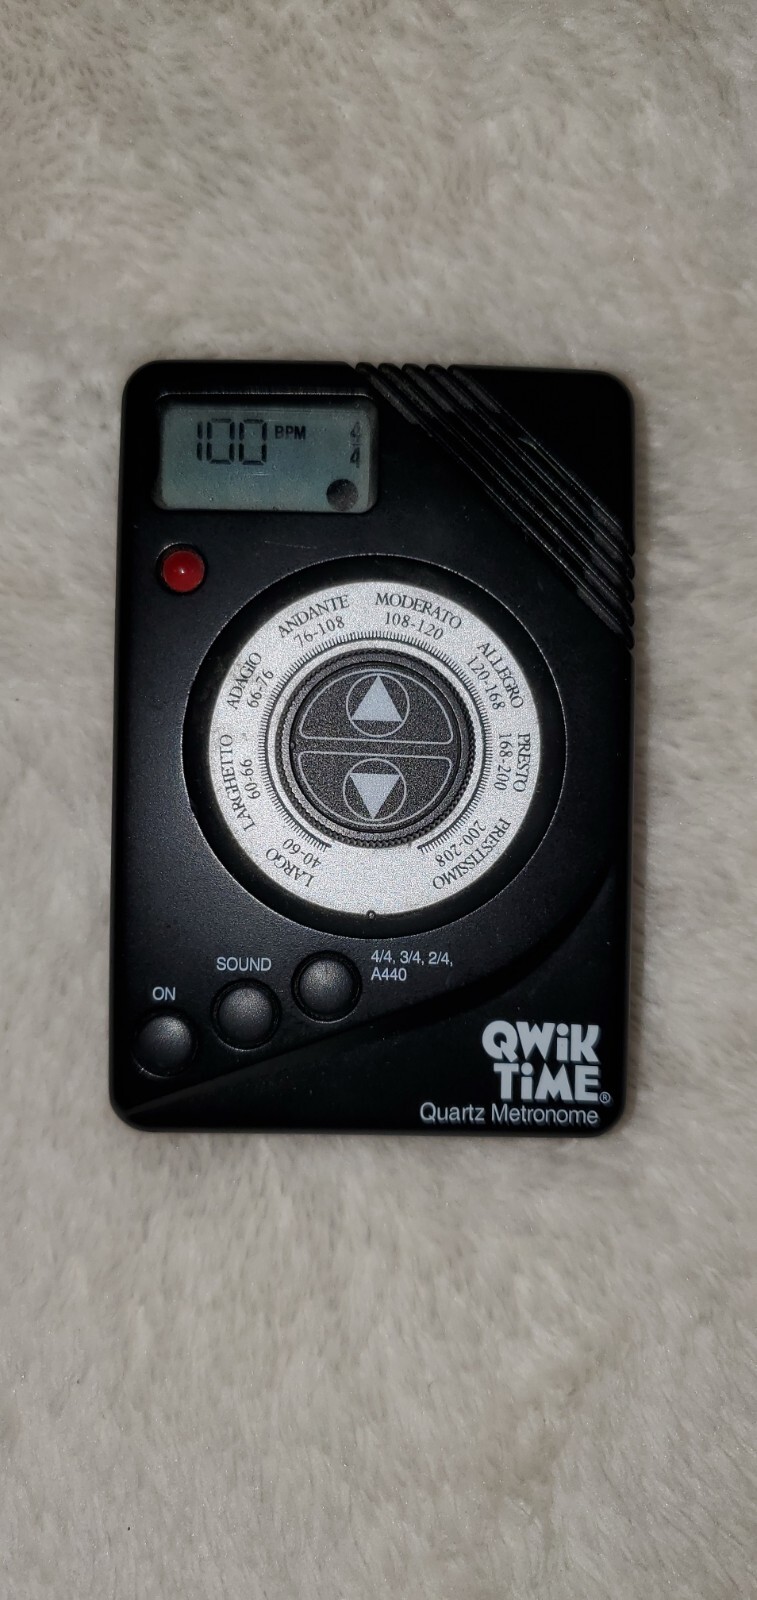 100 BPM 4/4
ANDANTE
76-108
MODERATO
108-120
ALLEGRO
120-168
PRESTO
168-200
PRESTISSIMO
200-208
ADAGIO
66-76
LARGHETTO
60-66
LARGO
40-60
4/4, 3/4, 2/4,
A440
SOUND
ON
QWiK
TiME®
Quartz Metronome